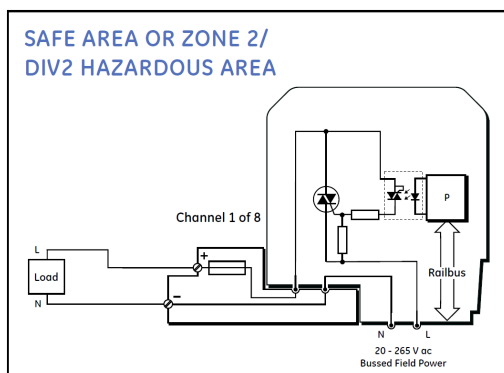 SAFE AREA OR ZONE 2/
DIV2 HAZARDOUS AREA
P
Channel 1 of 8
L
+
Load
Railbus
−
N
N
L
20 - 265 V ac
Bussed Field Power